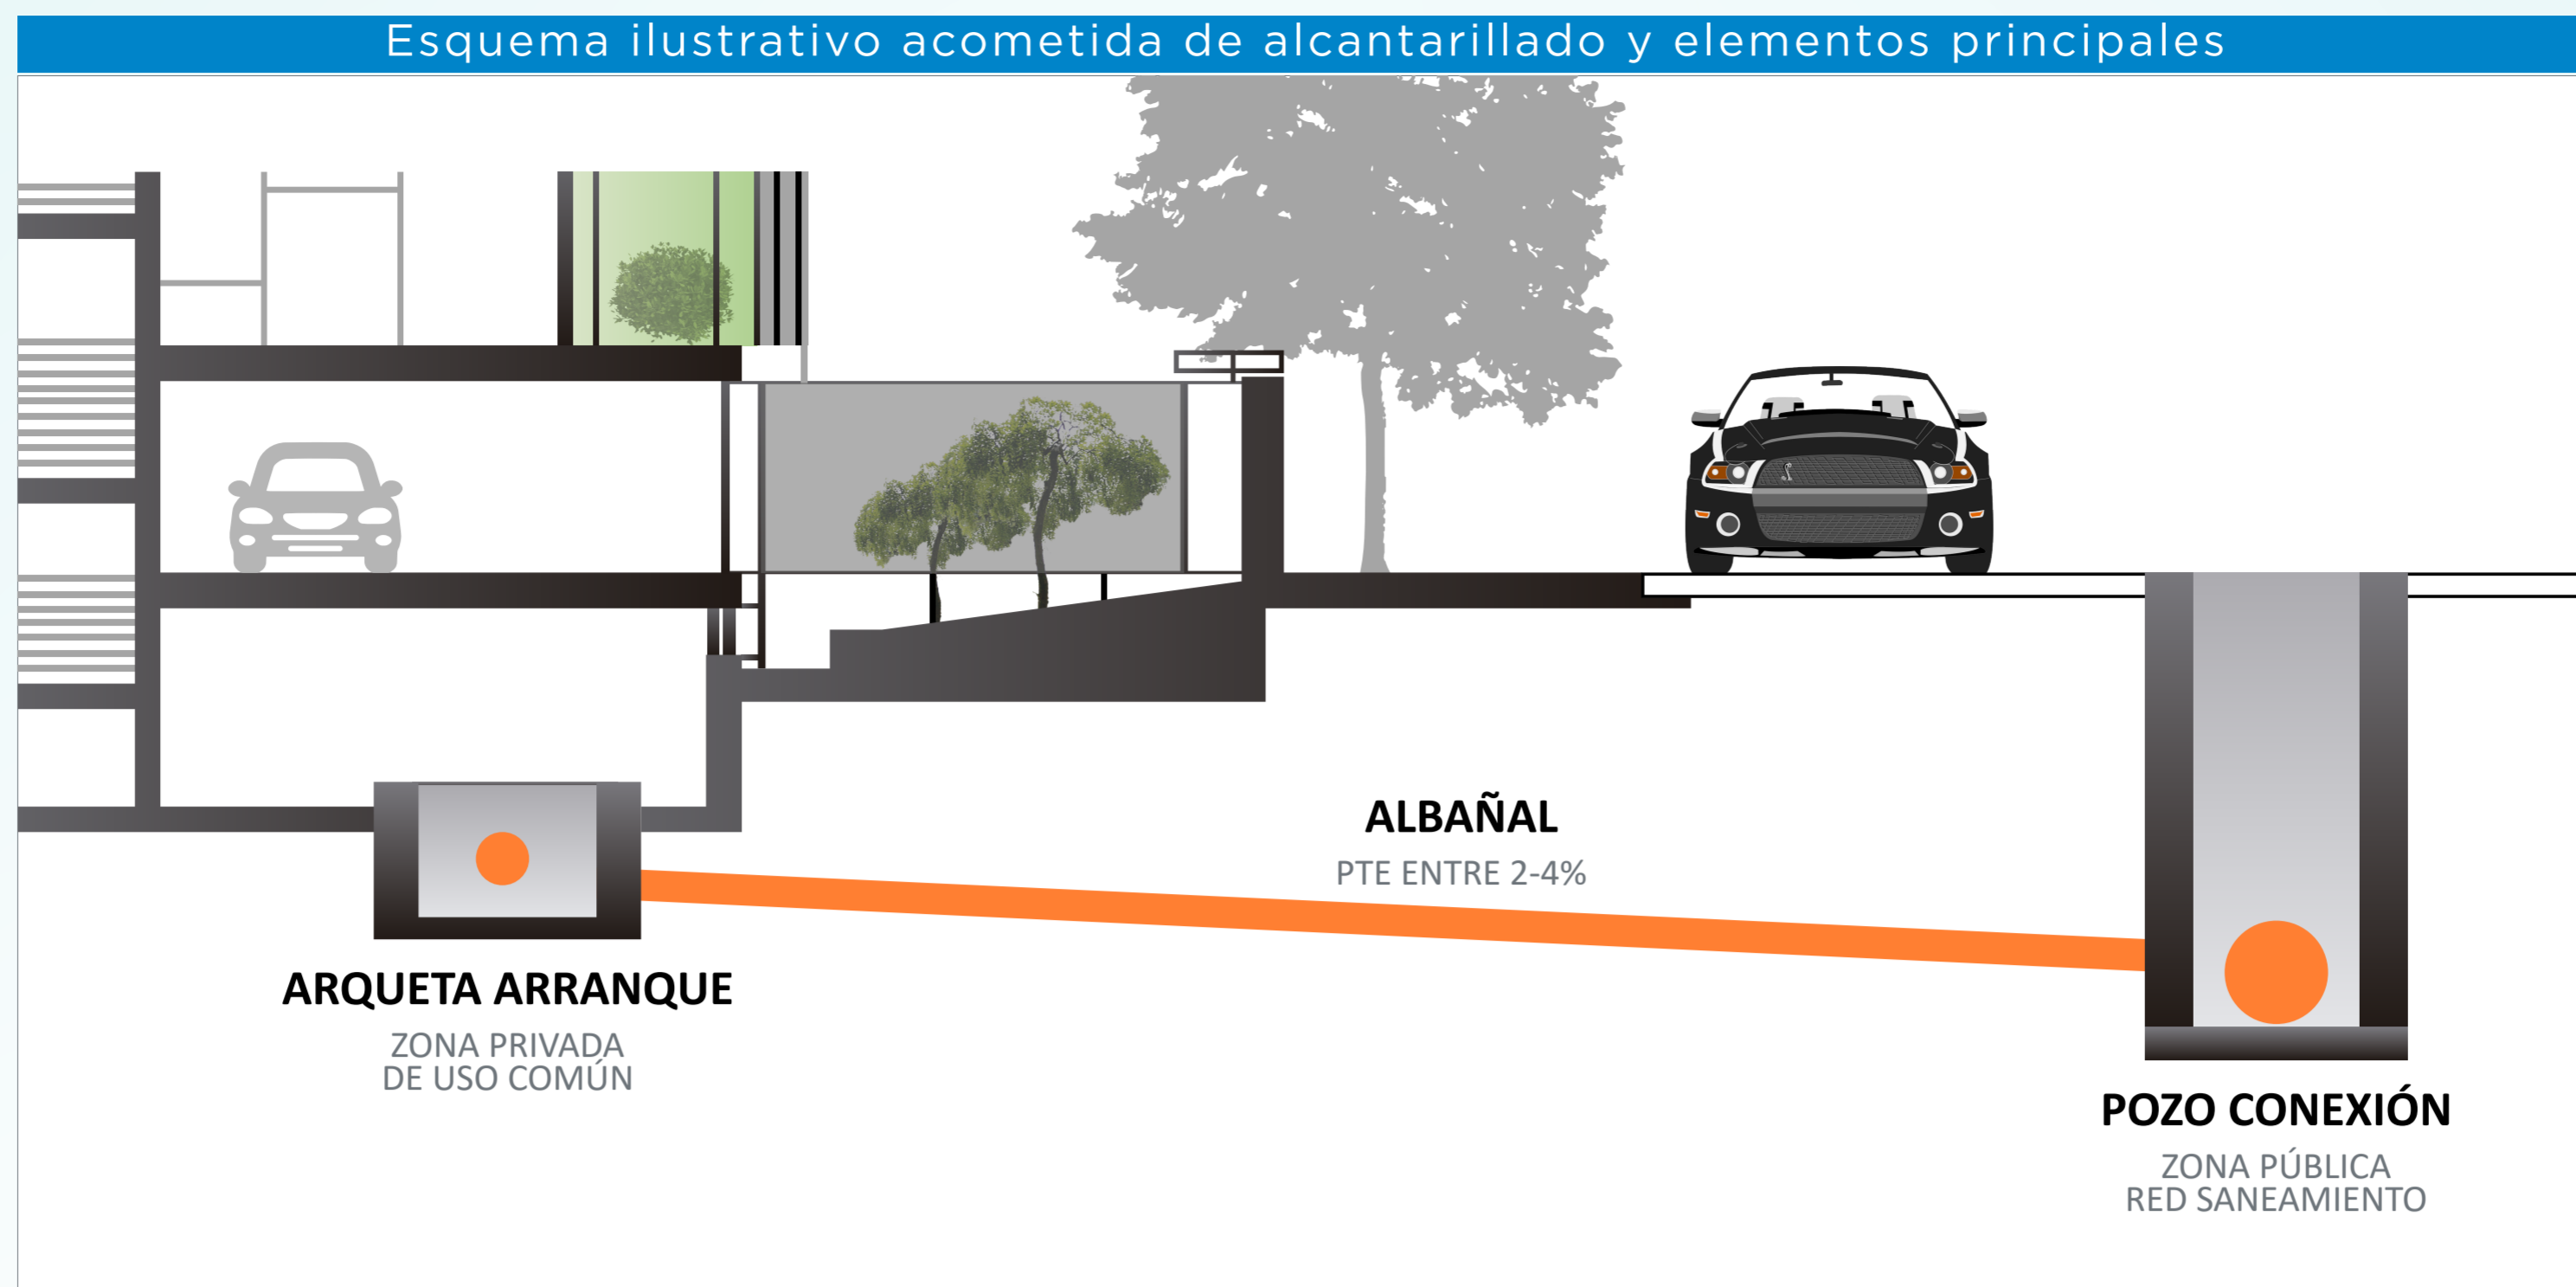 Esquema ilustrativo acometida de alcantarillado y elementos principales
ALBAÑAL
PTE ENTRE 2-4%
ARQUETA ARRANQUE
ZONA PRIVADA
DE USO COMÚN
POZO CONEXIÓN
ZONA PÚBLICA
RED SANEAMIENTO